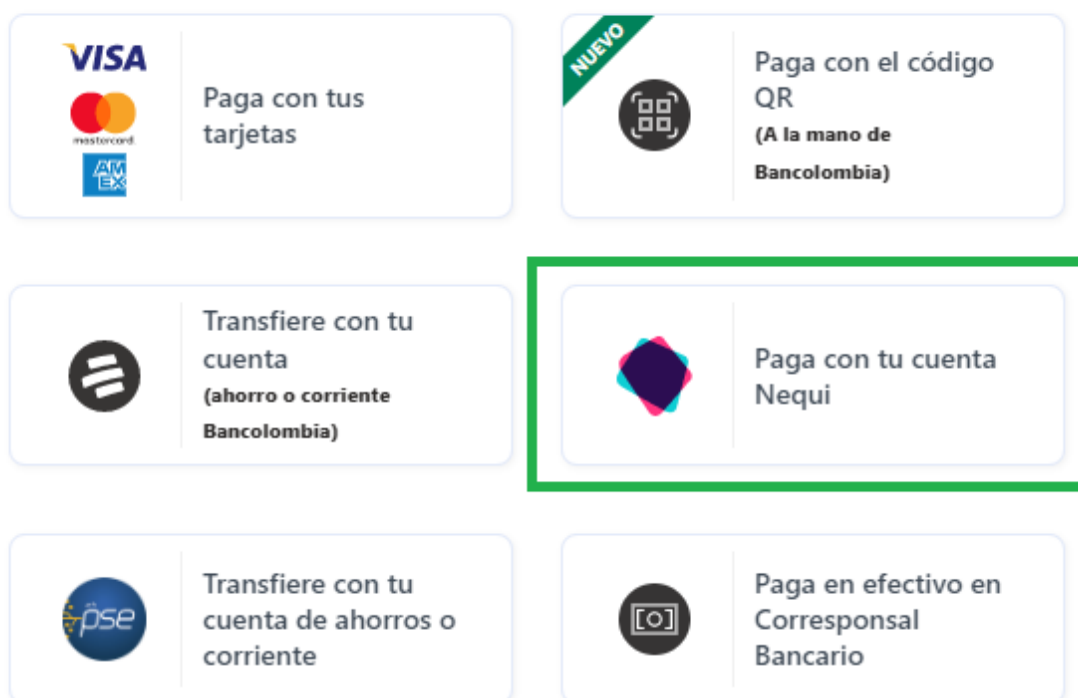 VISA
mastercard
AM
EX
Paga con tus
tarjetas
NUEVO
Paga con el código
QR
(A la mano de
Bancolombia)
Transfiere con tu
cuenta
(ahorro o corriente
Bancolombia)
Paga con tu cuenta
Nequi
pse
Transfiere con tu
cuenta de ahorros o
corriente
Paga en efectivo en
Corresponsal
Bancario